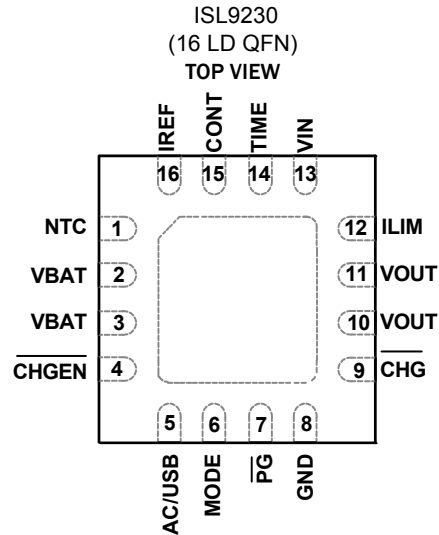 ISL9230
(16 LD QFN)
TOP VIEW
IREF
CONT
TIME
VIN
16
15
14
13
NTC 1
12 ILIM
VBAT 2
11 VOUT
VBAT 3
10 VOUT
CHGEN 4
9 CHG
5
6
7
8
AC/USB
MODE
PG
GND